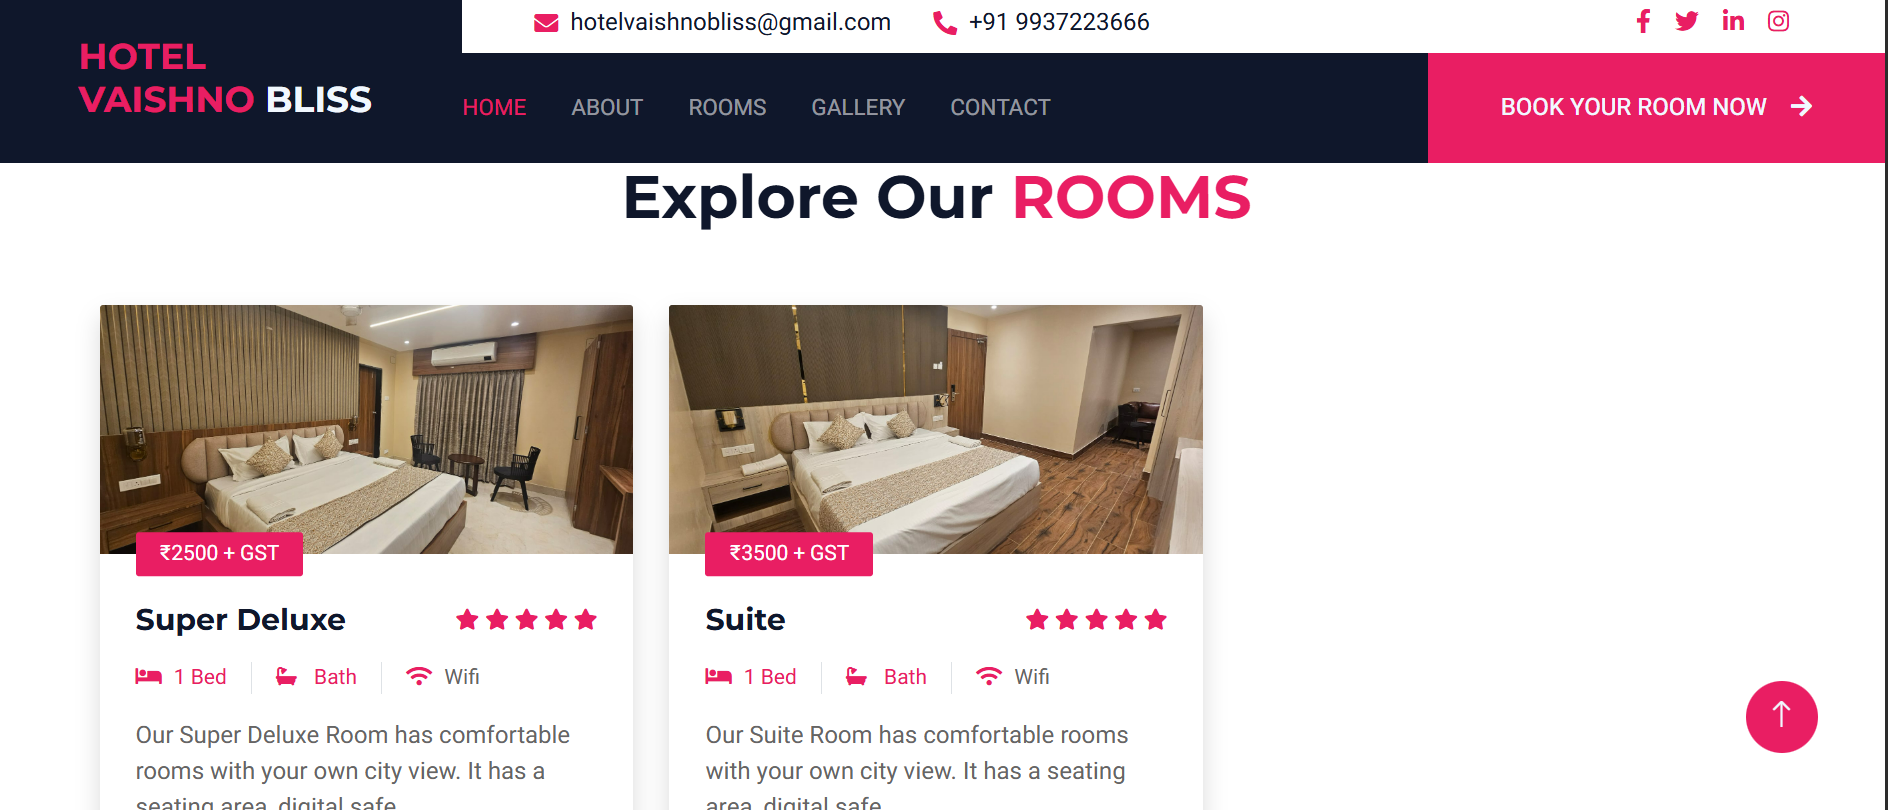 hotelvaishnobliss@gmail.com +91 9937223666
HOTEL
VAISHNO BLISS
HOME ABOUT ROOMS GALLERY CONTACT
BOOK YOUR ROOM NOW
Explore Our ROOMS
₹2500 + GST
Super Deluxe
1 Bed Bath Wifi
Our Super Deluxe Room has comfortable
rooms with your own city view. It has a
seating area, digital safe
₹3500 + GST
Suite
1 Bed Bath Wifi
Our Suite Room has comfortable rooms
with your own city view. It has a seating
area, digital safe